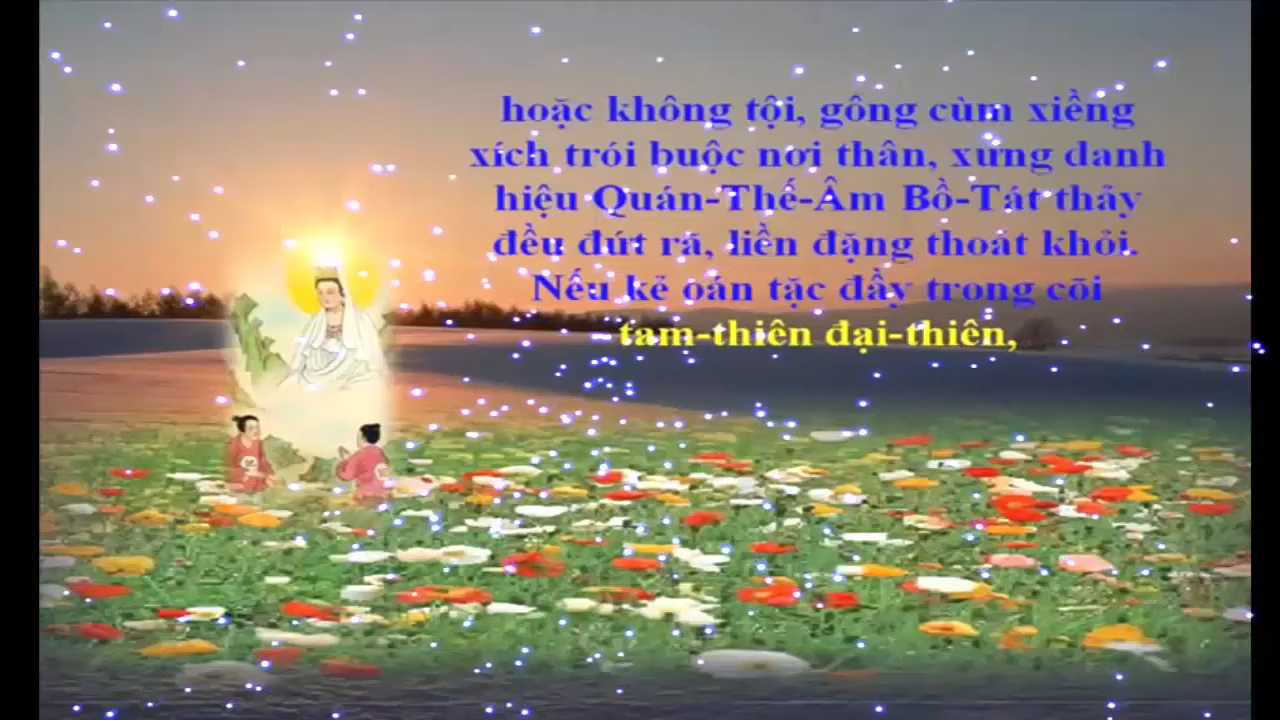 hoặc không tội, gông cùm xiềng
xích trói buộc nơi thân, xưng danh
hiệu Quán-Thế-Âm Bồ-Tát thảy
đều đứt rã, liền đặng thoát khỏi.
Nếu kẻ oán tặc đầy trong cõi
tam-thiên đại-thiên,